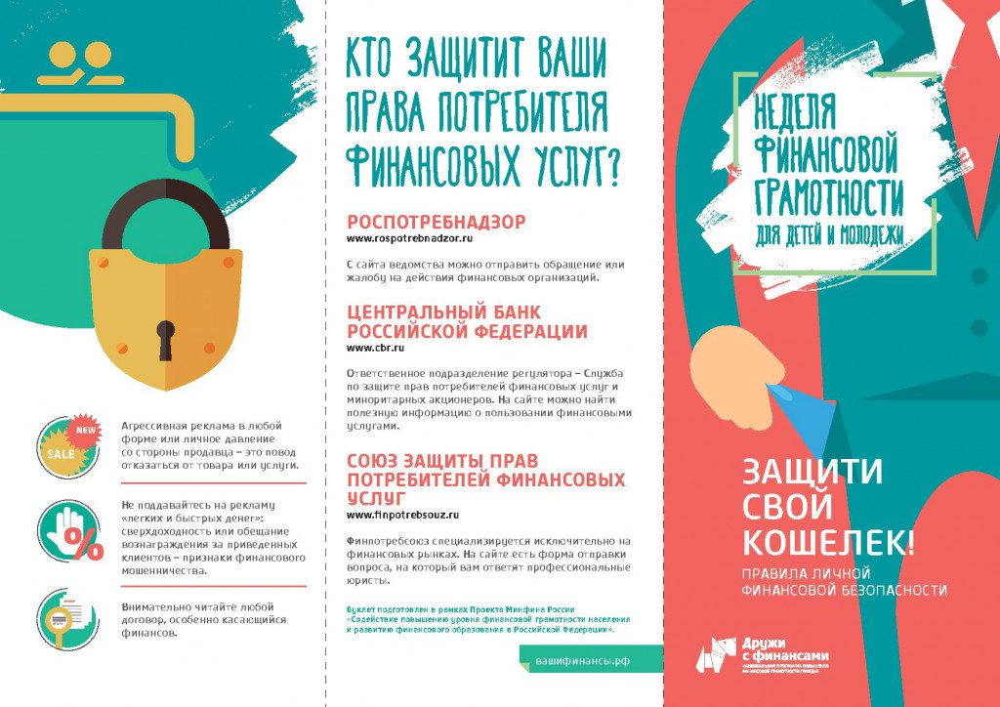 NEW
SALE
Агрессивная реклама в любой
форме или личное давление
со стороны продавца – это повод
отказаться от товара или услуги.
%
Не поддавайтесь на рекламу
«легких и быстрых денег»:
сверхдоходность или обещание
вознаграждения за приведенных
клиентов – признаки финансового
мошенничества.
Внимательно читайте любой
договор, особенно касающийся
финансов.
КТО ЗАЩИТИТ ВАШИ
ПРАВА ПОТРЕБИТЕЛЯ
ФИНАНСОВЫХ УСЛУГ?
РОСПОТРЕБНАДЗОР
www.rospotrebnadzor.ru
С сайта ведомства можно отправить обращение или
жалобу на действия финансовых организаций.
ЦЕНТРАЛЬНЫЙ БАНК
РОССИЙСКОЙ ФЕДЕРАЦИИ
www.cbr.ru
Ответственное подразделение регулятора – Служба
по защите прав потребителей финансовых услуг и
миноритарных акционеров. На сайте можно найти
полезную информацию о пользовании финансовыми
услугами.
СОЮЗ ЗАЩИТЫ ПРАВ
ПОТРЕБИТЕЛЕЙ ФИНАНСОВЫХ
УСЛУГ
www.finpotrebsouz.ru
Финпотребсоюз специализируется исключительно на
финансовых рынках. На сайте есть форма отправки
вопроса, на который вам ответят профессиональные
юристы.
Буклет подготовлен в рамках Проекта Минфина России
«Содействие повышению уровня финансовой грамотности населения
и развитию финансового образования в Российской Федерации».
вашифинансы.рф
НЕДЕЛЯ
ФИНАНСОВОЙ
ГРАМОТНОСТИ
ДЛЯ ДЕТЕЙ И МОЛОДЕЖИ
ЗАЩИТИ
СВОЙ
КОШЕЛЕК!
ПРАВИЛА ЛИЧНОЙ
ФИНАНСОВОЙ БЕЗОПАСНОСТИ
Дружи
с финансами
НАЦИОНАЛЬНАЯ ПРОГРАММА ПОВЫШЕНИЯ
ФИНАНСОВОЙ ГРАМОТНОСТИ ГРАЖДАН